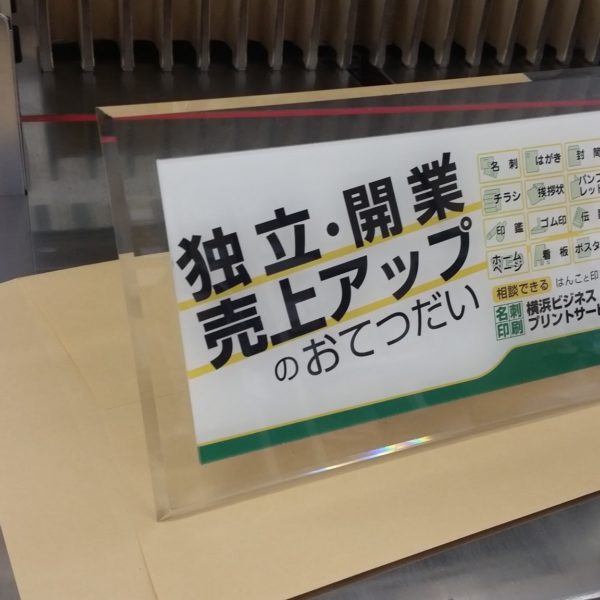 独立・開業
売上アップ
のおてつだい
名刺 はがき 封筒
チラシ 挨拶状
印鑑 ゴム印
ホームページ 看板
相談できる はんこと印
名刺印刷 横浜ビジネス
プリントサー